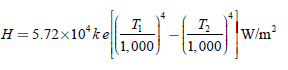 H = 5.72×10⁴ k e[(T₁/1,000)⁴ − (T₂/1,000)⁴] W/m²